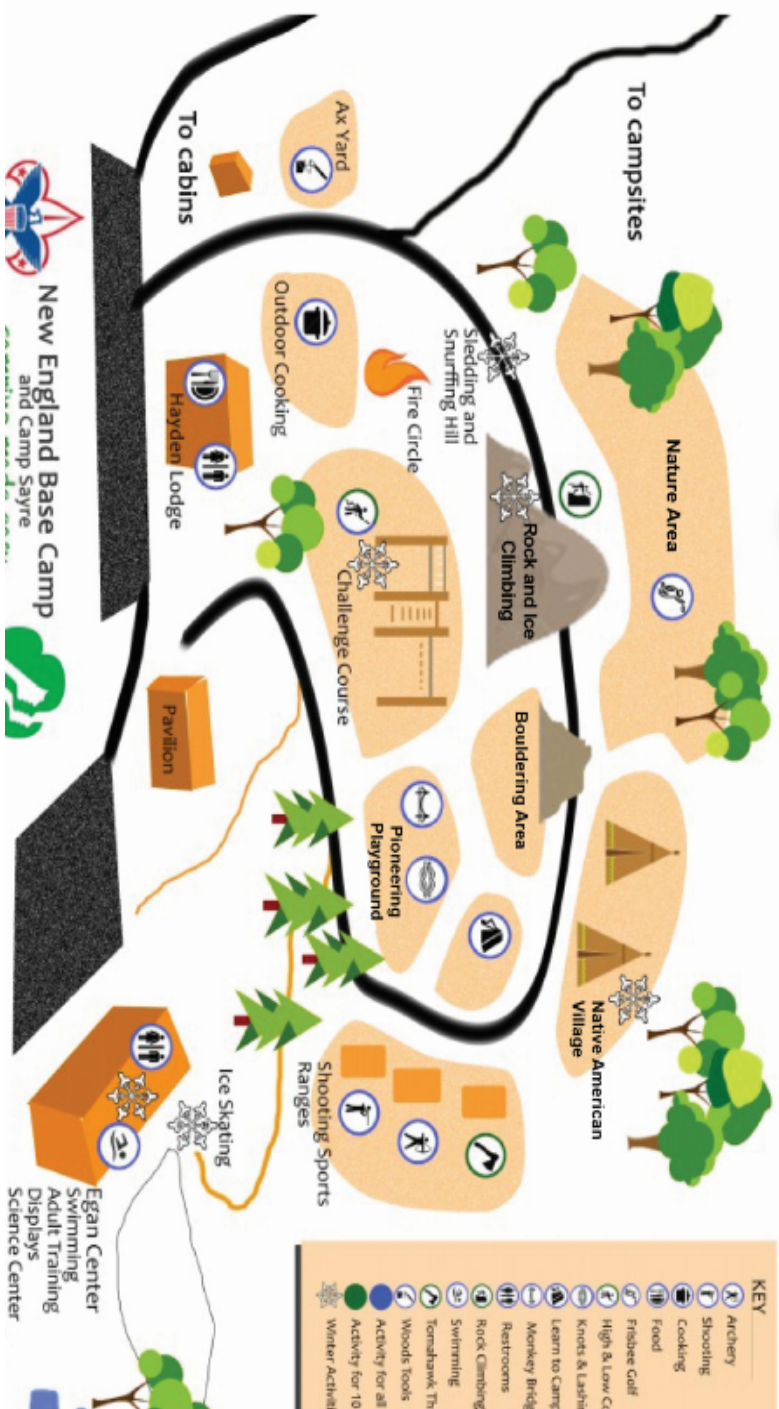 To campsites
To cabins
Ax Yard
Nature Area
Sledding and
Snurffing Hill
Fire Circle
Outdoor Cooking
Hayden Lodge
Rock and Ice
Climbing
Challenge Course
Bouldering Area
Pioneering
Playground
Native American
Village
Pavilion
Shooting Sports
Ranges
Ice Skating
Egan Center
Swimming
Adult Training
Displays
Science Center
New England Base Camp
and Camp Sayre
KEY
Archery
Shooting
Cooking
Food
Frisbee Golf
High & Low
Knots &
Learn to Camp
Monkey
Restrooms
Rock Climbing
Swimming
Tomahawk
Woods Tools
Activity for all
Activity for 10
Winter